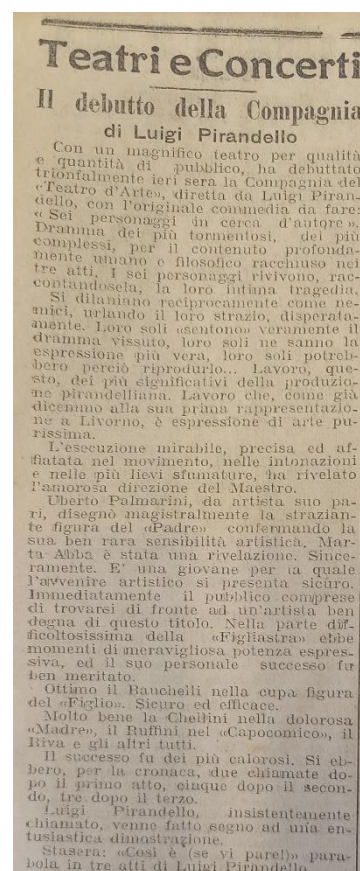 Teatri e Concerti
Il debutto della Compagnia
di Luigi Pirandello
Con un magnifico teatro per qualità
e quantità di pubblico, ha debuttato
trionfalmente ieri sera la Compagnia del
«Teatro d'Arte», diretta da Luigi Piran-
dello, con l'originale commedia da fare:
« Sei personaggi in cerca d'autore ».
Dramma dei più tormentosi, dei più
complessi, per il contenuto profonda-
mente umano e filosofico racchiuso nei
tre atti. I sei personaggi rivivono, rac-
contandosela, la loro intima tragedia.
Si dilaniano reciprocamente come ne-
mici, urlando il loro strazio, disperata-
mente. Loro soli «sentono» veramente il
dramma vissuto, loro soli ne sanno la
espressione più vera, loro soli potreb-
bero perciò riprodurlo... Lavoro, que-
sto, dei più significativi della produzio-
ne pirandelliana. Lavoro che, come già
dicemmo alla sua prima rappresentazio-
ne a Livorno, è espressione di arte pu-
rissima.
L'esecuzione mirabile, precisa ed af-
fiatata nel movimento, nelle intonazioni
e nelle più lievi sfumature, ha rivelato
l'amorosa direzione del Maestro.
Uberto Palmarini, da artista suo pa-
ri, disegnò magistralmente la strazian-
te figura del «Padre» confermando la
sua ben rara sensibilità artistica. Mar-
ta Abba è stata una rivelazione. Since-
ramente. E' una giovane per la quale
l'avvenire artistico si presenta sicuro.
Immediatamente il pubblico comprese
di trovarsi di fronte ad un'artista ben
degna di questo titolo. Nella parte dif-
ficoltosissima della «Figliastra» ebbe
momenti di meravigliosa potenza espres-
siva, ed il suo personale successo fu
ben meritato.
Ottimo il Banchelli nella cupa figura
del «Figlio». Sicuro ed efficace.
Molto bene la Chellini nella dolorosa
«Madre», il Ruffini nel «Capocomico», il
Riva e gli altri tutti.
Il successo fu dei più calorosi. Si eb-
bero, per la cronaca, due chiamate do-
po il primo atto, cinque dopo il secon-
do, tre dopo il terzo.
Luigi Pirandello, insistentemente
chiamato, venne fatto segno ad una en-
tusiastica dimostrazione.
Stasera: «Così è (se vi pare!)» para-
bola in tre atti di Luigi Pirandello.